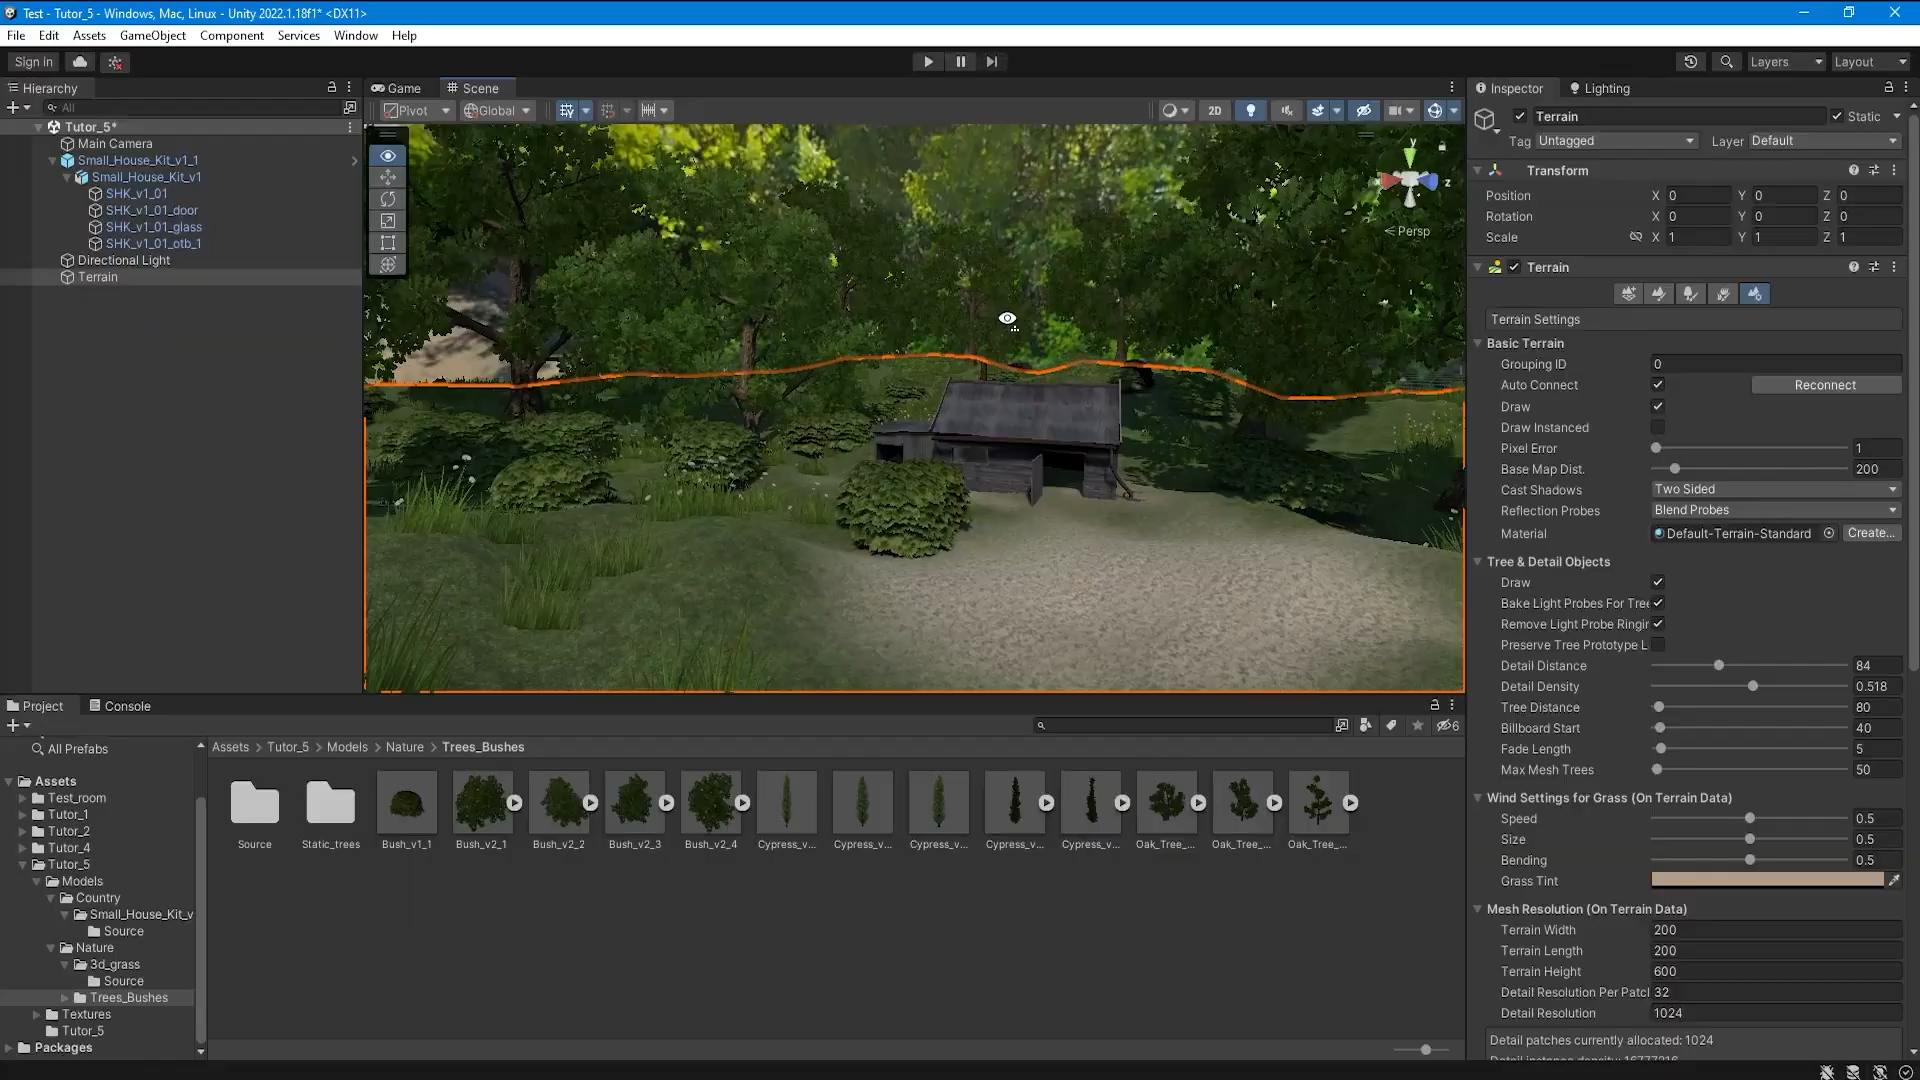 Test - Tutor_5 - Windows, Mac, Linux - Unity 2022.1.18f1* <DX11>
File Edit Assets GameObject Component Services Window Help
Sign in
Layers
Layout
Hierarchy
All
Tutor_5*
Main Camera
Small_House_Kit_v1_1
Small_House_Kit_v1
SHK_v1_01
SHK_v1_01_door
SHK_v1_01_glass
SHK_v1_01_otb_1
Directional Light
Terrain
Game
Scene
Pivot
Global
2D
y
z
Persp
Inspector
Lighting
Terrain
Static
Tag Untagged Layer Default
Transform
Position X 0 Y 0 Z 0
Rotation X 0 Y 0 Z 0
Scale X 1 Y 1 Z 1
Terrain
Terrain Settings
Basic Terrain
Grouping ID 0
Auto Connect Reconnect
Draw
Draw Instanced
Pixel Error 1
Base Map Dist. 200
Cast Shadows Two Sided
Reflection Probes Blend Probes
Material Default-Terrain-Standard Create...
Tree & Detail Objects
Draw
Bake Light Probes For Tree
Remove Light Probe Ringin
Preserve Tree Prototype L
Detail Distance 84
Detail Density 0.518
Tree Distance 80
Billboard Start 40
Fade Length 5
Max Mesh Trees 50
Wind Settings for Grass (On Terrain Data)
Speed 0.5
Size 0.5
Bending 0.5
Grass Tint
Mesh Resolution (On Terrain Data)
Terrain Width 200
Terrain Length 200
Terrain Height 600
Detail Resolution Per Patcl 32
Detail Resolution 1024
Detail patches currently allocated: 1024
Detail instance density: 16777216
Project
Console
6
All Prefabs
Assets
Test_room
Tutor_1
Tutor_2
Tutor_4
Tutor_5
Models
Country
Small_House_Kit_v
Source
Nature
3d_grass
Source
Trees_Bushes
Textures
Tutor_5
Packages
Assets > Tutor_5 > Models > Nature > Trees_Bushes
Source Static_trees Bush_v1_1 Bush_v2_1 Bush_v2_2 Bush_v2_3 Bush_v2_4 Cypress_v... Cypress_v... Cypress_v... Cypress_v... Cypress_v... Oak_Tree_... Oak_Tree_... Oak_Tree_...